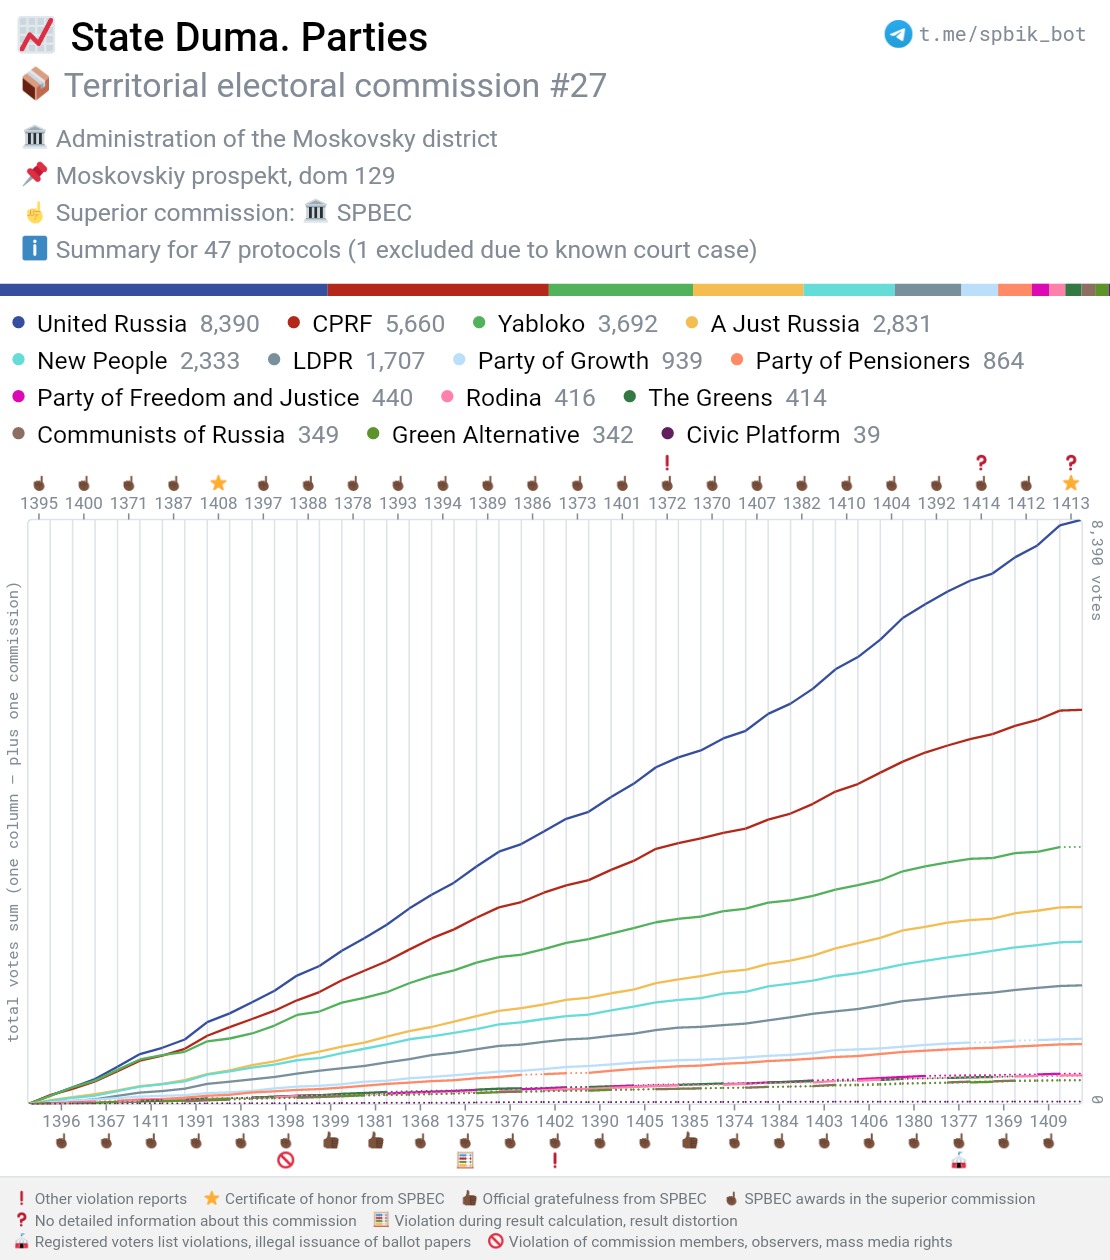 State Duma. Parties
t.me/spbik_bot
Territorial electoral commission #27
Administration of the Moskovsky district
Moskovskiy prospekt, dom 129
Superior commission: SPBEC
Summary for 47 protocols (1 excluded due to known court case)
United Russia 8,390 CPRF 5,660 Yabloko 3,692 A Just Russia 2,831
New People 2,333 LDPR 1,707 Party of Growth 939 Party of Pensioners 864
Party of Freedom and Justice 440 Rodina 416 The Greens 414
Communists of Russia 349 Green Alternative 342 Civic Platform 39
1395 1400 1371 1387 1408 1397 1388 1378 1393 1394 1389 1386 1373 1401 1372 1370 1407 1382 1410 1404 1392 1414 1412 1413
total votes sum (one column – plus one commission)
8,390 votes
0
1396 1367 1411 1391 1383 1398 1399 1381 1368 1375 1376 1402 1390 1405 1385 1374 1384 1403 1406 1380 1377 1369 1409
Other violation reports Certificate of honor from SPBEC Official gratefulness from SPBEC SPBEC awards in the superior commission
No detailed information about this commission Violation during result calculation, result distortion
Registered voters list violations, illegal issuance of ballot papers Violation of commission members, observers, mass media rights